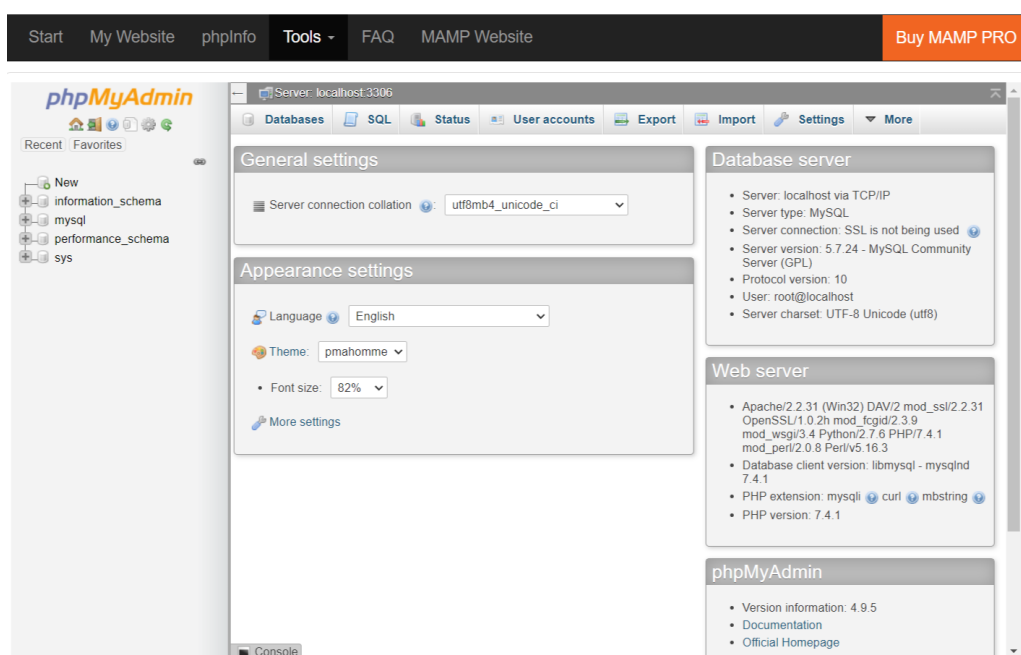 Start My Website phpInfo Tools FAQ MAMP Website Buy MAMP PRO
phpMyAdmin
Recent Favorites
New
information_schema
mysql
performance_schema
sys
Server: localhost:3306
Databases SQL Status User accounts Export Import Settings More
General settings
Server connection collation : utf8mb4_unicode_ci
Appearance settings
Language English
Theme: pmahomme
• Font size: 82%
More settings
Database server
• Server: localhost via TCP/IP
• Server type: MySQL
• Server connection: SSL is not being used
• Server version: 5.7.24 - MySQL Community
Server (GPL)
• Protocol version: 10
• User: root@localhost
• Server charset: UTF-8 Unicode (utf8)
Web server
• Apache/2.2.31 (Win32) DAV/2 mod_ssl/2.2.31
OpenSSL/1.0.2h mod_fcgid/2.3.9
mod_wsgi/3.4 Python/2.7.6 PHP/7.4.1
mod_perl/2.0.8 Perl/v5.16.3
• Database client version: libmysql - mysqlnd
7.4.1
• PHP extension: mysqli curl mbstring
• PHP version: 7.4.1
phpMyAdmin
• Version information: 4.9.5
• Documentation
• Official Homepage
Console